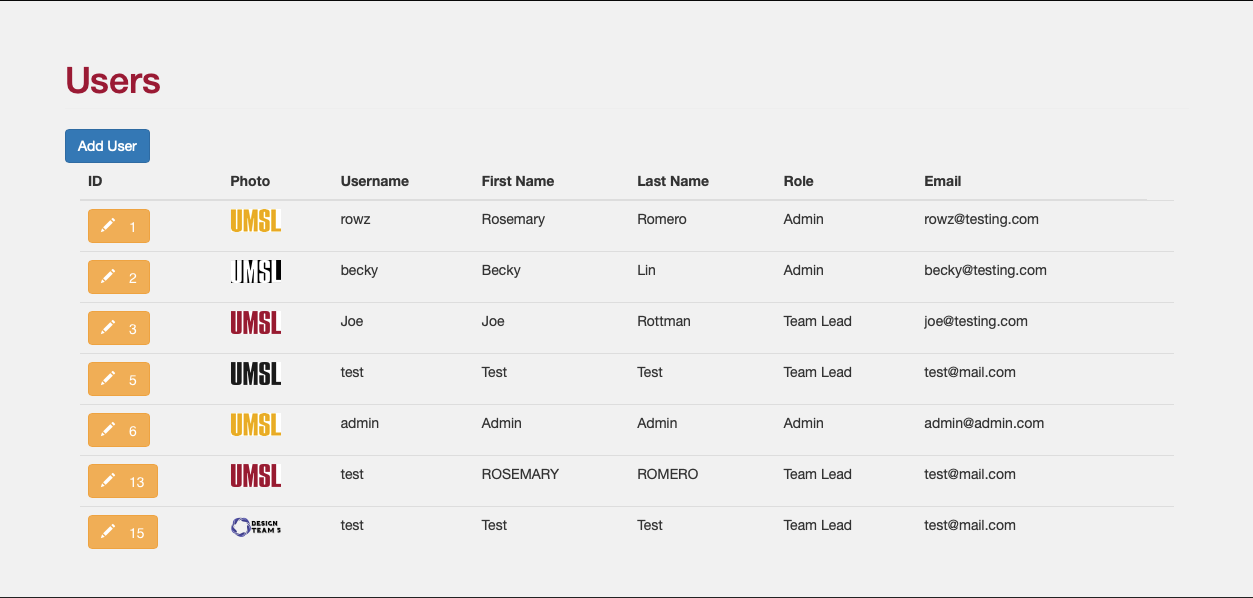 Users
Add User
ID Photo Username First Name Last Name Role Email
1 UMSL rowz Rosemary Romero Admin rowz@testing.com
2 UMSL becky Becky Lin Admin becky@testing.com
3 UMSL Joe Joe Rottman Team Lead joe@testing.com
5 UMSL test Test Test Team Lead test@mail.com
6 UMSL admin Admin Admin Admin admin@admin.com
13 UMSL test ROSEMARY ROMERO Team Lead test@mail.com
15 DESIGN TEAM 5 test Test Test Team Lead test@mail.com